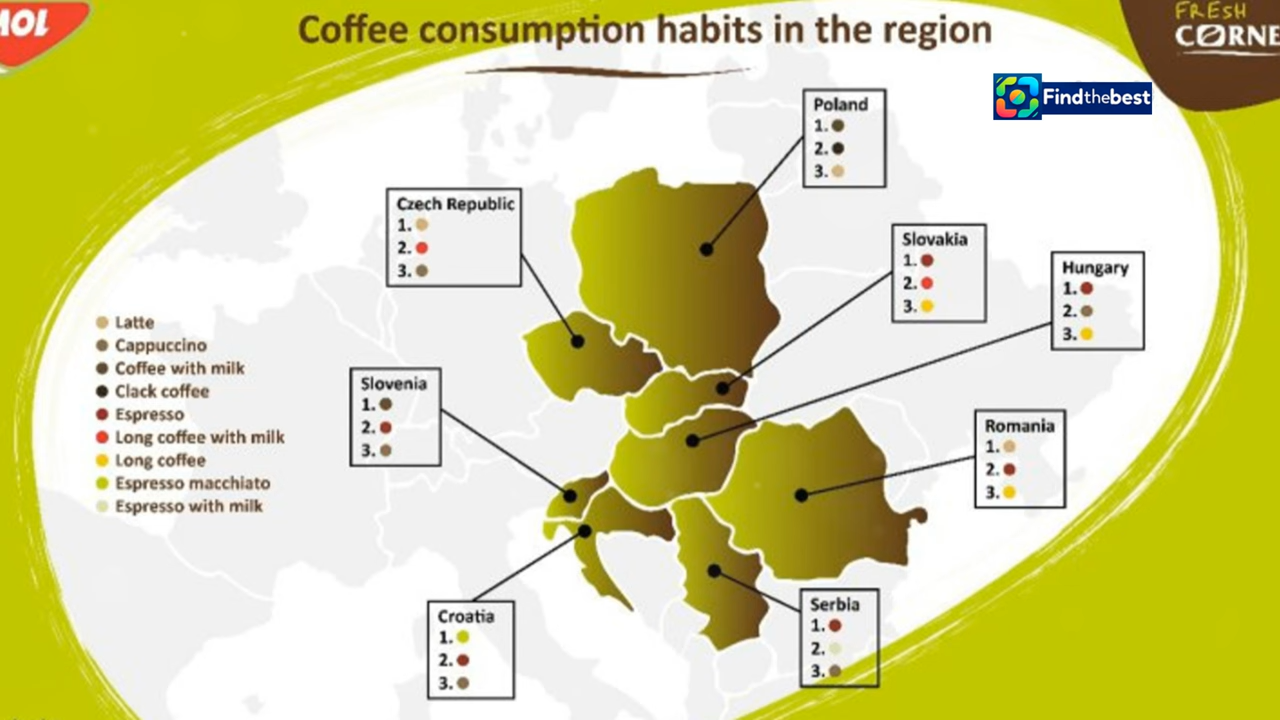 MOL
Coffee consumption habits in the region
FRESH
CORNE
Findthebest
Poland
1.
2.
3.
Czech Republic
1.
2.
3.
Slovakia
1.
2.
3.
Hungary
1.
2.
3.
Latte
Cappuccino
Coffee with milk
Clack coffee
Espresso
Long coffee with milk
Long coffee
Espresso macchiato
Espresso with milk
Slovenia
1.
2.
3.
Romania
1.
2.
3.
Croatia
1.
2.
3.
Serbia
1.
2.
3.